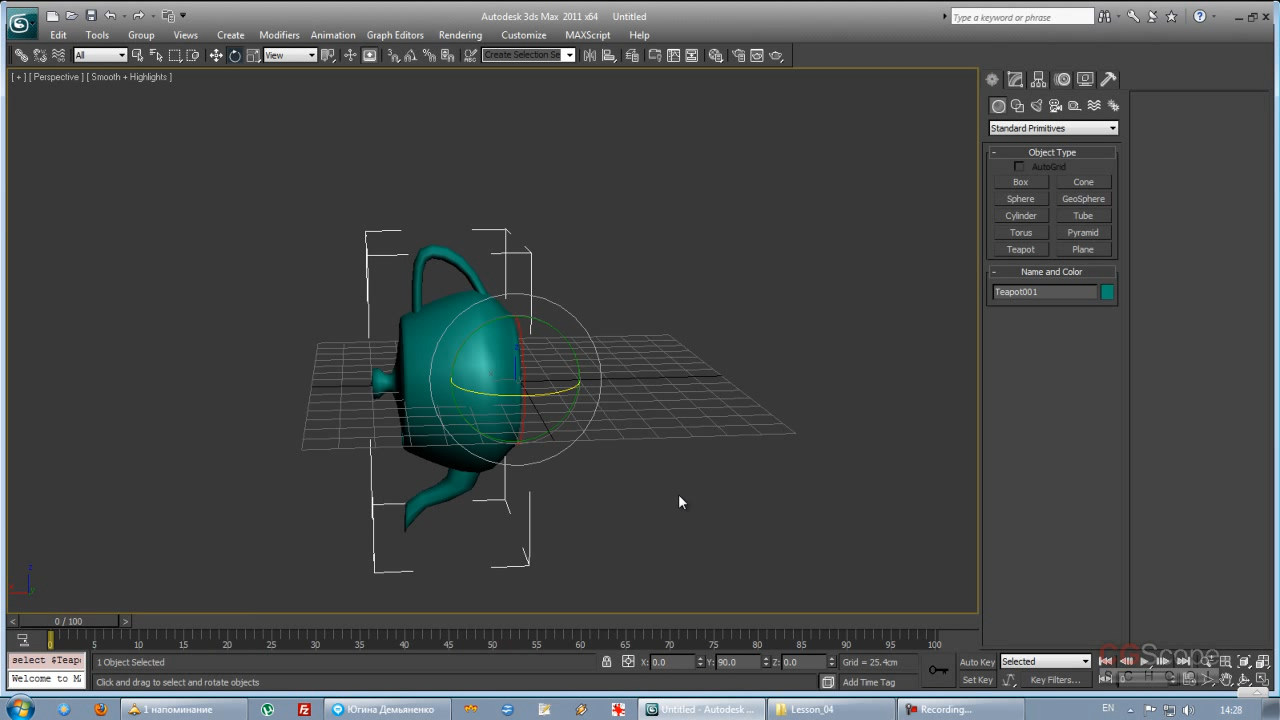 Autodesk 3ds Max 2011 x64 Untitled
Type a keyword or phrase
Edit Tools Group Views Create Modifiers Animation Graph Editors Rendering Customize MAXScript Help
All View Create Selection Se
[ + ] [ Perspective ] [ Smooth + Highlights ]
Standard Primitives
- Object Type
AutoGrid
Box Cone
Sphere GeoSphere
Cylinder Tube
Torus Pyramid
Teapot Plane
- Name and Color
Teapot001
z
< 0 / 100 >
0 5 10 15 20 25 30 35 40 45 50 55 60 65 70 75 80 85 90 95 100
select $Teap 1 Object Selected X: 0.0 Y: 90.0 Z: 0.0 Grid = 25.4cm Auto Key Selected
Welcome to M Click and drag to select and rotate objects Add Time Tag Set Key Key Filters... 0
CGScope
1 напоминание Югина Демьяненко Untitled - Autodesk ... Lesson_04 Recording... EN 14:28